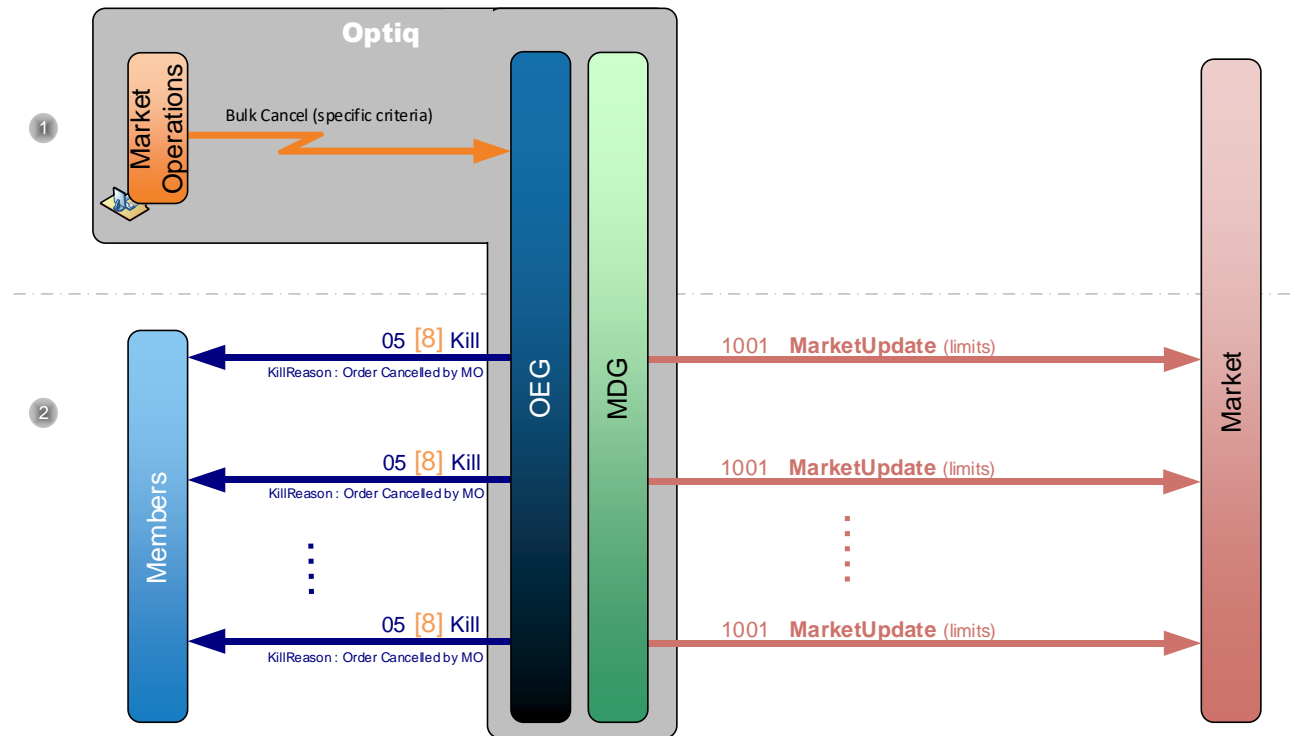 Optiq
Market
Operations
1
Bulk Cancel (specific criteria)
OEG
MDG
Market
2
Members
05 [8] Kill
KillReason : Order Cancelled by MO
1001 MarketUpdate (limits)
05 [8] Kill
KillReason : Order Cancelled by MO
1001 MarketUpdate (limits)
05 [8] Kill
KillReason : Order Cancelled by MO
1001 MarketUpdate (limits)